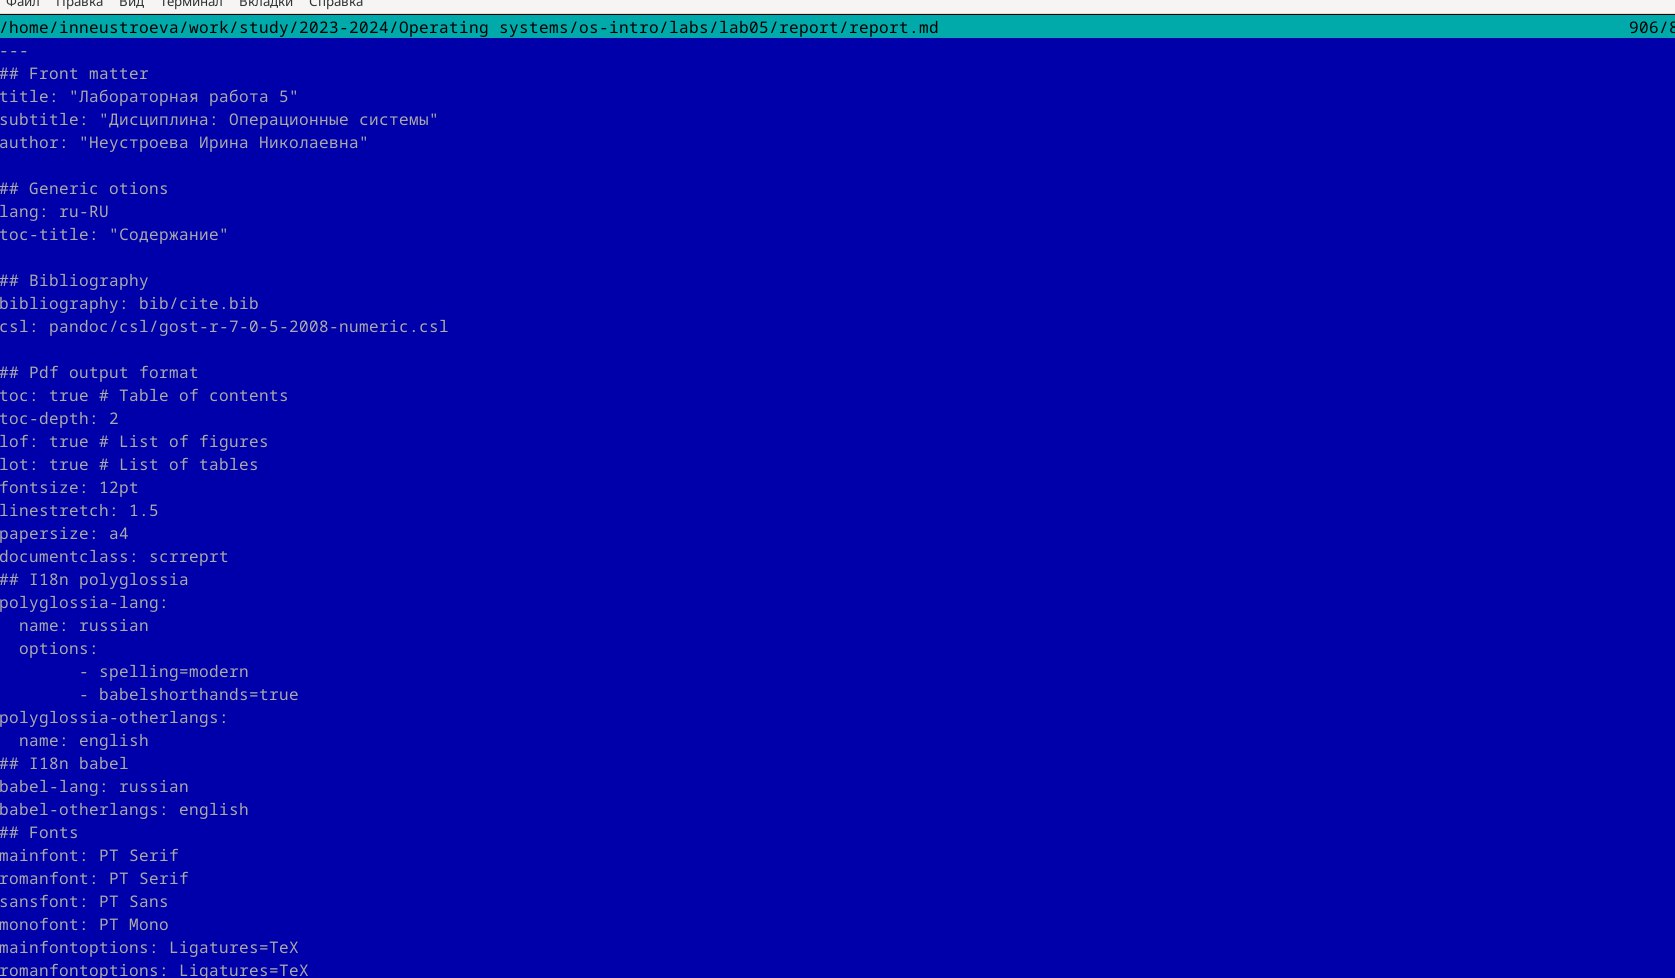 Файл Правка Вид Терминал Вкладки Справка
/home/inneustroeva/work/study/2023-2024/Operating systems/os-intro/labs/lab05/report/report.md 906/8
---
## Front matter
title: "Лабораторная работа 5"
subtitle: "Дисциплина: Операционные системы"
author: "Неустроева Ирина Николаевна"
## Generic otions
lang: ru-RU
toc-title: "Содержание"
## Bibliography
bibliography: bib/cite.bib
csl: pandoc/csl/gost-r-7-0-5-2008-numeric.csl
## Pdf output format
toc: true # Table of contents
toc-depth: 2
lof: true # List of figures
lot: true # List of tables
fontsize: 12pt
linestretch: 1.5
papersize: a4
documentclass: scrreprt
## I18n polyglossia
polyglossia-lang:
  name: russian
  options:
        - spelling=modern
        - babelshorthands=true
polyglossia-otherlangs:
  name: english
## I18n babel
babel-lang: russian
babel-otherlangs: english
## Fonts
mainfont: PT Serif
romanfont: PT Serif
sansfont: PT Sans
monofont: PT Mono
mainfontoptions: Ligatures=TeX
romanfontoptions: Ligatures=TeX